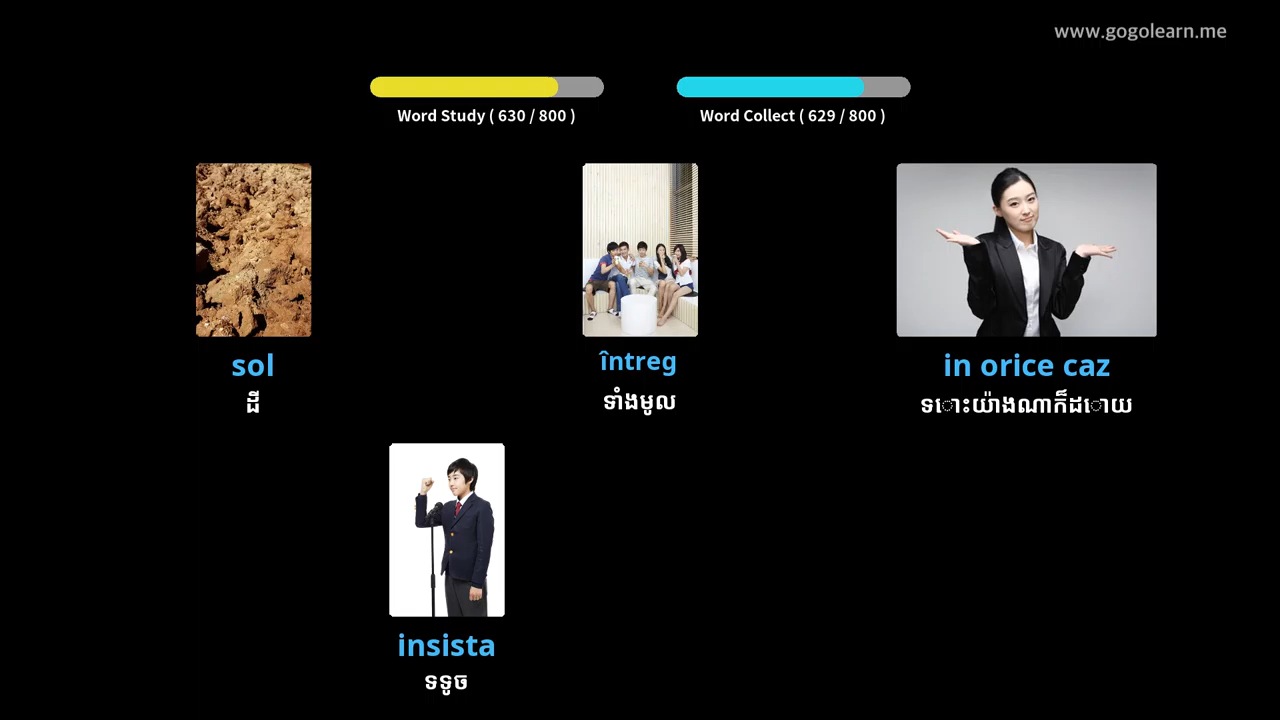 www.gogolearn.me
Word Study ( 630 / 800 )
Word Collect ( 629 / 800 )
sol
ដី
întreg
ទាំងមូល
in orice caz
ទោះយ៉ាងណាក៏ដោយ
insista
ទទូច